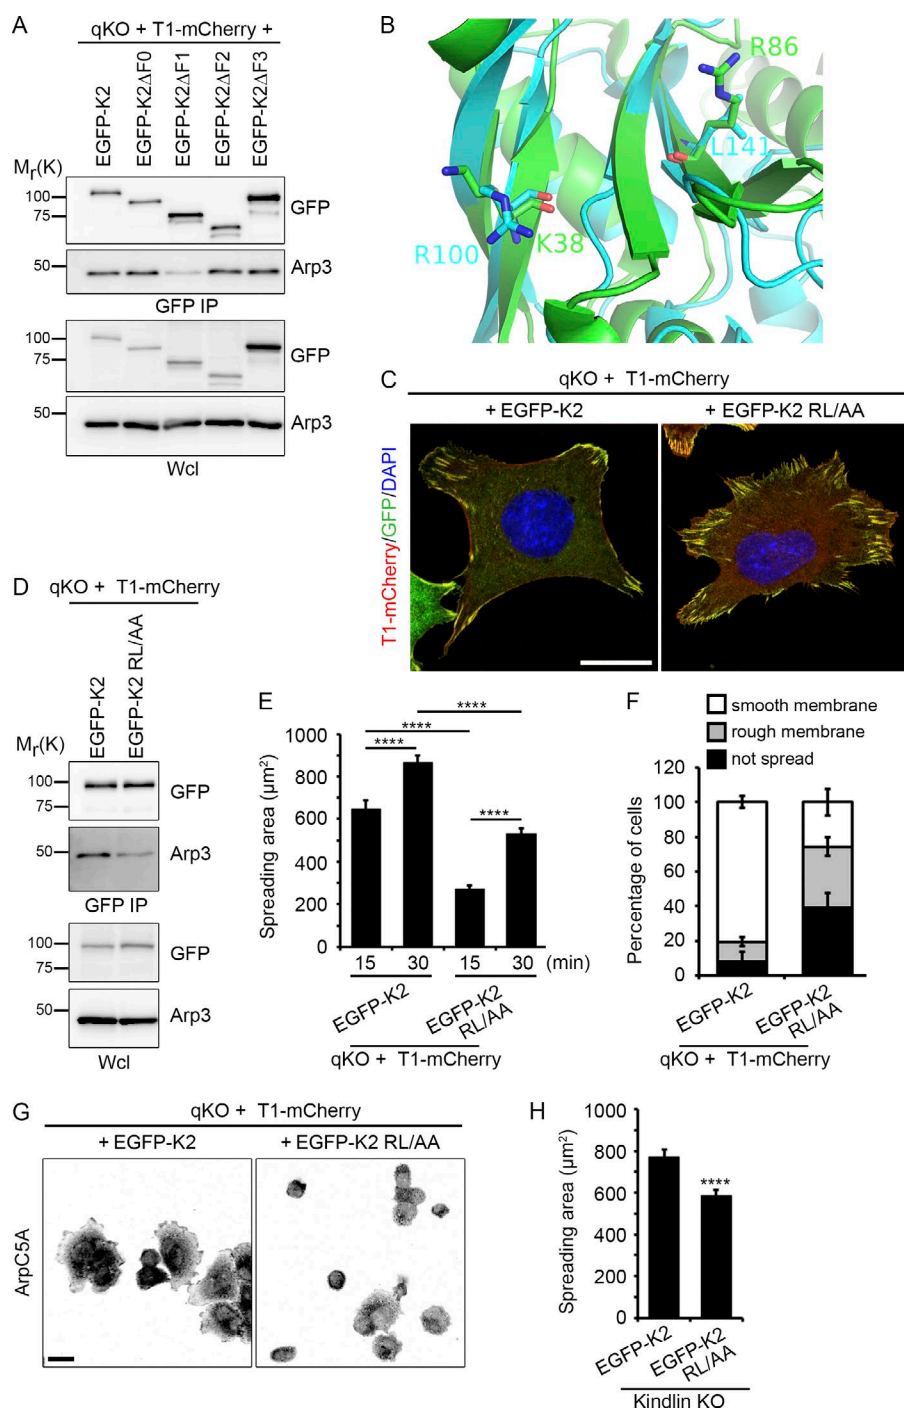 A
qKO + T1-mCherry +
EGFP-K2
EGFP-K2ΔF0
EGFP-K2ΔF1
EGFP-K2ΔF2
EGFP-K2ΔF3
Mr(K)
100
75
GFP
50
Arp3
GFP IP
100
75
GFP
50
Arp3
Wcl
B
R86
L141
R100
K38
C
qKO + T1-mCherry
+ EGFP-K2
+ EGFP-K2 RL/AA
T1-mCherry/GFP/DAPI
D
qKO + T1-mCherry
EGFP-K2
EGFP-K2 RL/AA
Mr(K)
100
75
GFP
50
Arp3
GFP IP
100
75
GFP
50
Arp3
Wcl
E
Spreading area (µm²)
1000
800
600
400
200
0
****
****
****
****
15 30 15 30 (min)
EGFP-K2
EGFP-K2
RL/AA
qKO + T1-mCherry
F
smooth membrane
rough membrane
not spread
Percentage of cells
120
100
80
60
40
20
0
EGFP-K2
EGFP-K2
RL/AA
qKO + T1-mCherry
G
qKO + T1-mCherry
+ EGFP-K2
+ EGFP-K2 RL/AA
ArpC5A
H
Spreading area (µm²)
1000
800
600
400
200
0
****
EGFP-K2
EGFP-K2
RL/AA
Kindlin KO